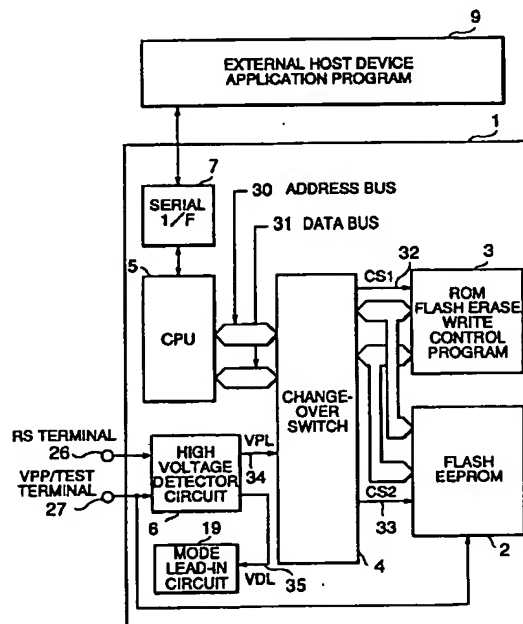 9
EXTERNAL HOST DEVICE
APPLICATION PROGRAM
1
7
SERIAL
1/F
30 ADDRESS BUS
31 DATA BUS
5
CPU
CS1
32
3
ROM
FLASH ERASE/
WRITE
CONTROL
PROGRAM
CHANGE-
OVER
SWITCH
RS TERMINAL
26
VPP/TEST
TERMINAL
27
HIGH
VOLTAGE
DETECTOR
CIRCUIT
6
VPL
34
CS2
33
FLASH
EEPROM
2
19
MODE
LEAD-IN
CIRCUIT
VDL
35
4